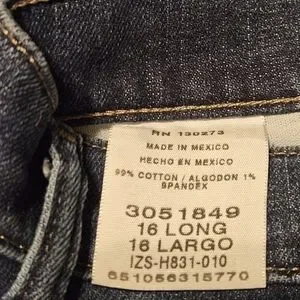 RN 130273
MADE IN MEXICO
HECHO EN MEXICO
99% COTTON / ALGODON 1%
SPANDEX
3051849
16 LONG
16 LARGO
IZS-H831-010
651056315770